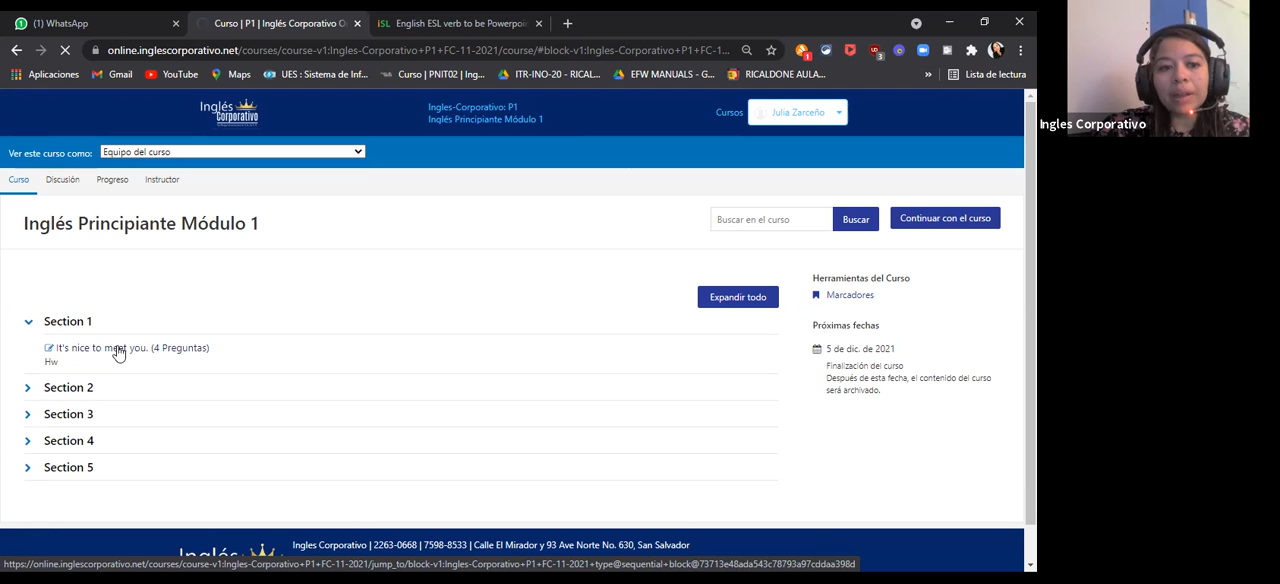 (1) WhatsApp
Curso | P1 | Inglés Corporativo O
English ESL verb to be Powerpoin
online.inglescorporativo.net/courses/course-v1:Ingles-Corporativo+P1+FC-11-2021/course/#block-v1:Ingles-Corporativo+P1+FC-1...
Aplicaciones
Gmail
YouTube
Maps
UES : Sistema de Inf...
Curso | PNIT02 | Ing...
ITR-INO-20 - RICAL...
EFW MANUALS - G...
RICALDONE AULA...
»
Lista de lectura
Inglés
Corporativo
Ingles-Corporativo: P1
Inglés Principiante Módulo 1
Cursos
Julia Zarceño
Ver este curso como:
Equipo del curso
Curso
Discusión
Progreso
Instructor
Inglés Principiante Módulo 1
Buscar en el curso
Buscar
Continuar con el curso
Expandir todo
Section 1
It's nice to meet you. (4 Preguntas)
Hw
Section 2
Section 3
Section 4
Section 5
Herramientas del Curso
Marcadores
Próximas fechas
5 de dic. de 2021
Finalización del curso
Después de esta fecha, el contenido del curso
será archivado.
Inglés
Ingles Corporativo | 2263-0668 | 7598-8533 | Calle El Mirador y 93 Ave Norte No. 630, San Salvador
https://online.inglescorporativo.net/courses/course-v1:Ingles-Corporativo+P1+FC-11-2021/jump_to/block-v1:Ingles-Corporativo+P1+FC-11-2021+type@sequential+block@73713e48ada543c78793a97cddaa398d
Ingles Corporativo